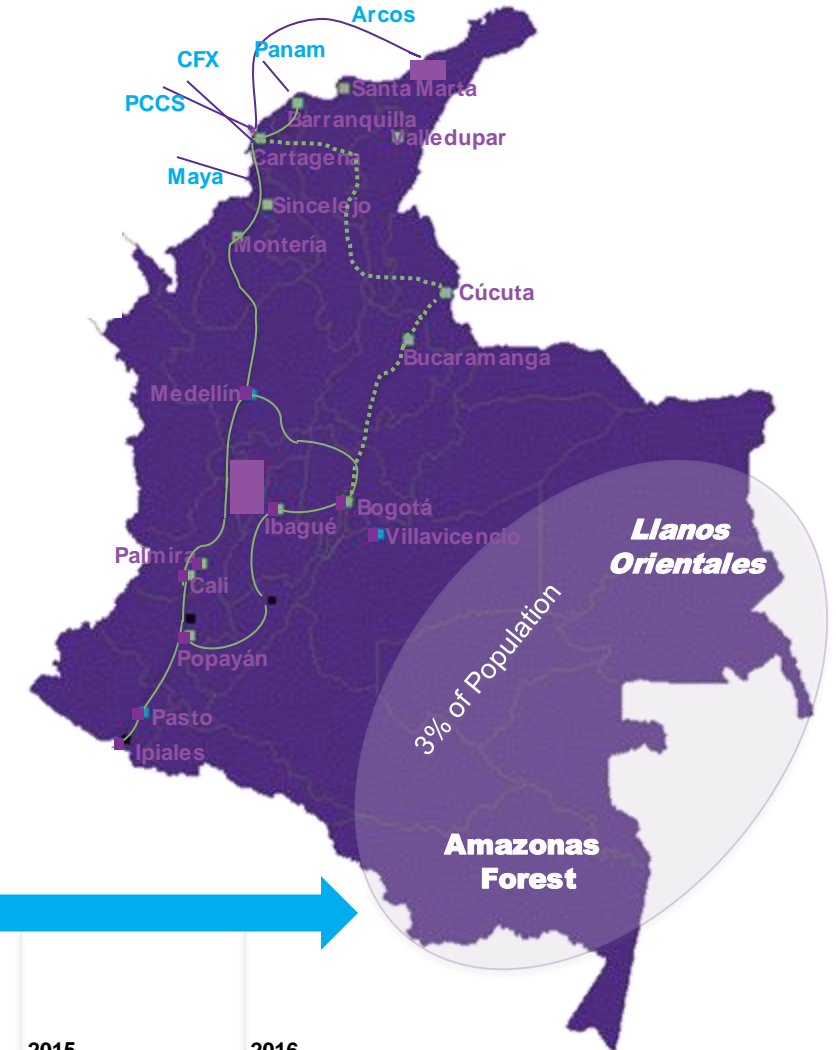 Arcos
Panam
CFX
PCCS
Santa Marta
Barranquilla
Valledupar
Cartagena
Maya
Sincelejo
Montería
Cúcuta
Bucaramanga
Medellín
Bogotá
Ibagué
Villavicencio
Llanos
Orientales
Palmira
Cali
3% of Population
Popayán
Pasto
Ipiales
Amazonas
Forest
2015
2016